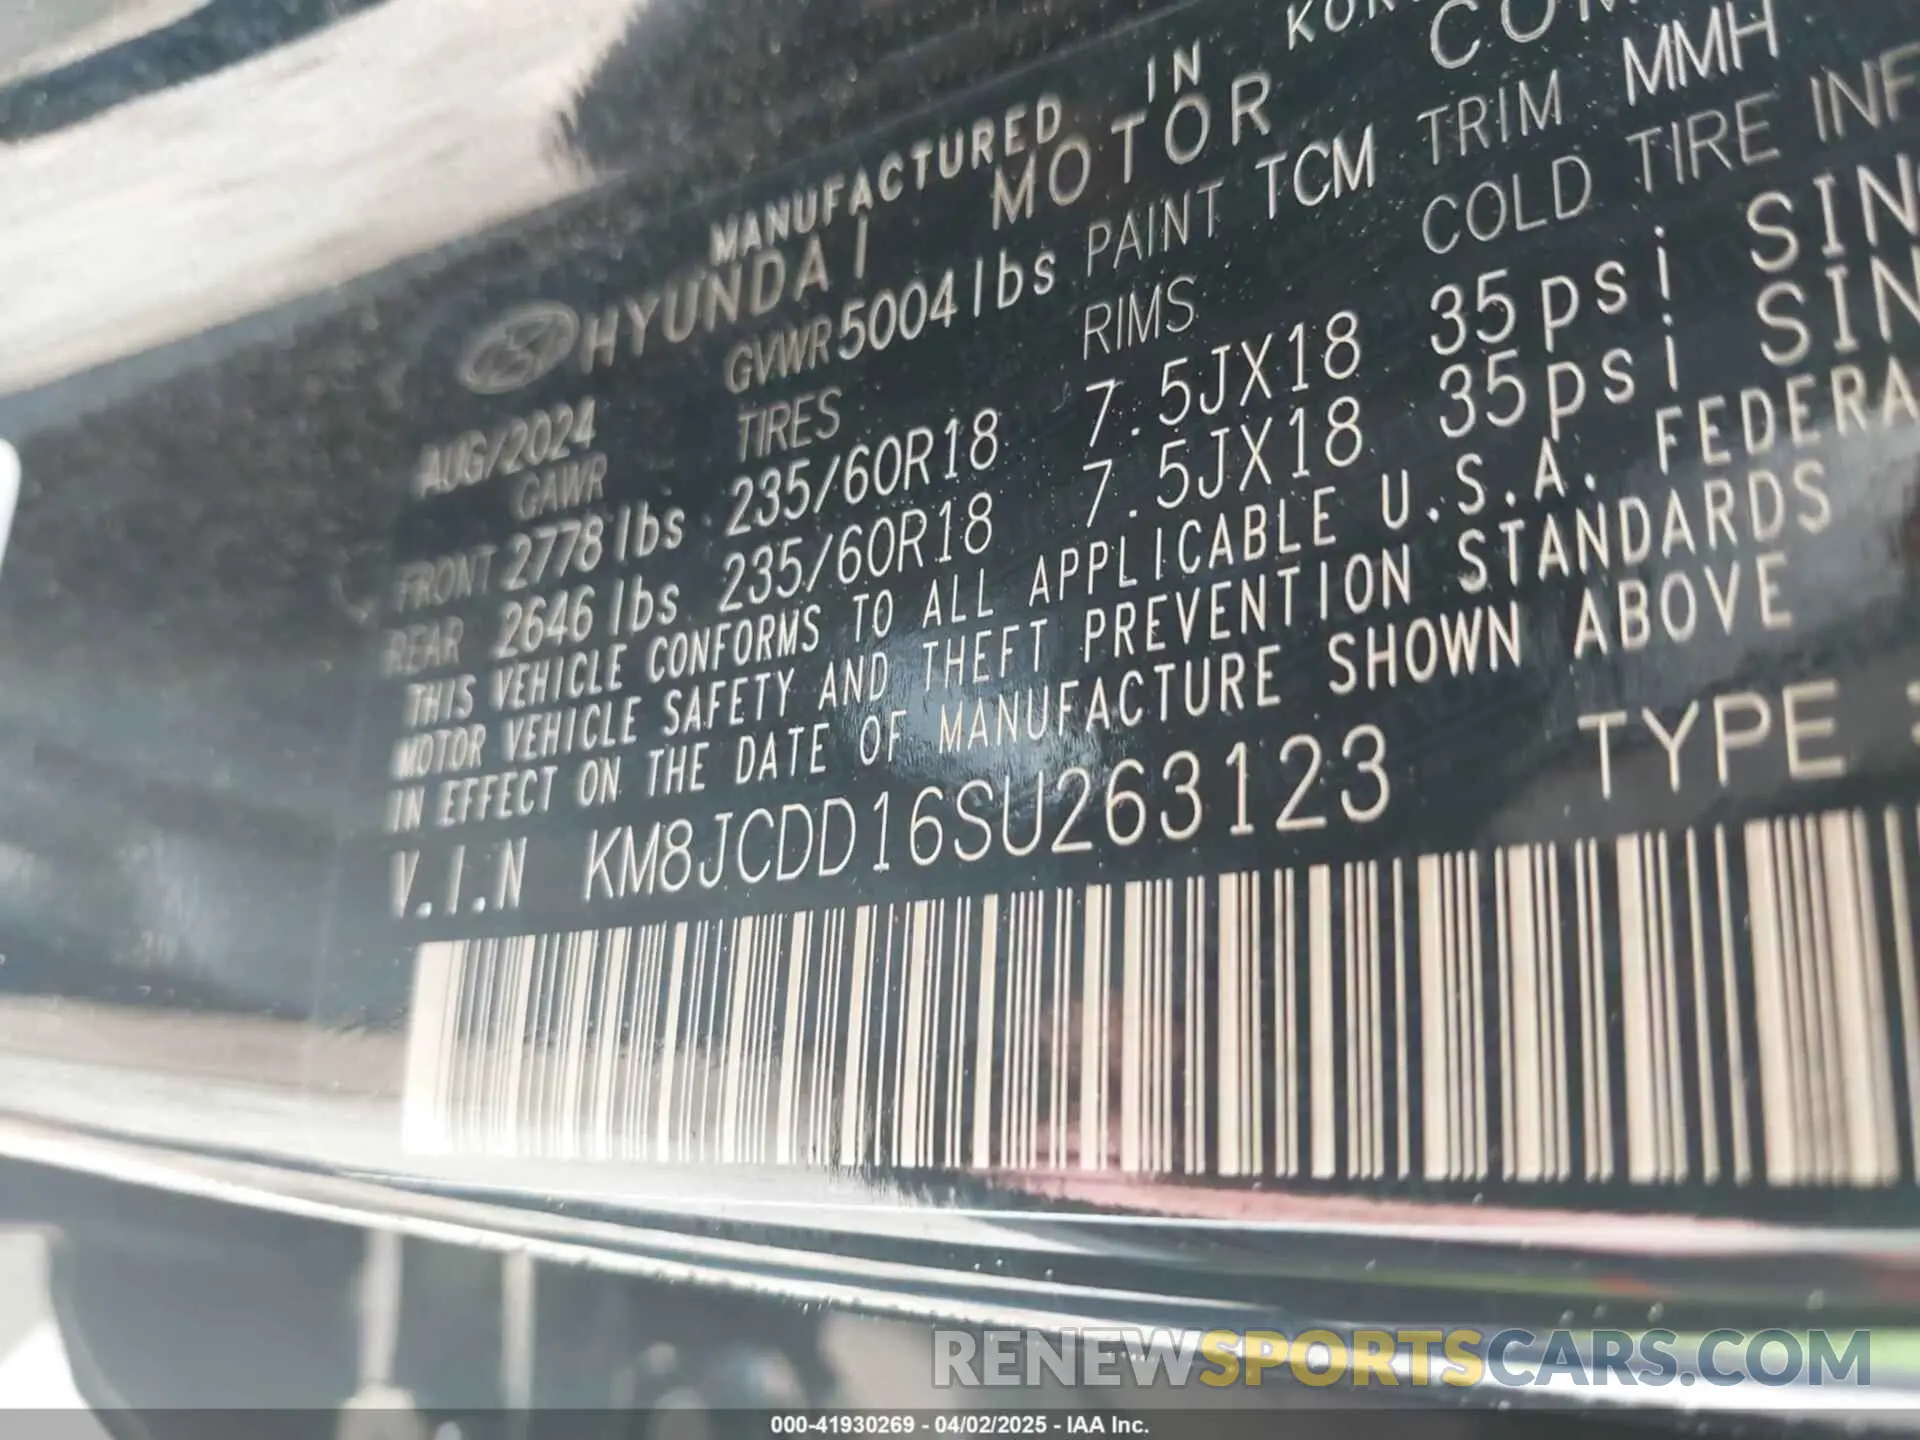 MANUFACTURED IN
HYUNDAI MOTOR
AUG/2024 GVWR 5004 lbs PAINT TCM TRIM MMH
GAWR TIRES RIMS COLD TIRE
FRONT 2778 lbs 235/60R18 7.5JX18 35psi
REAR 2646 lbs 235/60R18 7.5JX18 35psi
THIS VEHICLE CONFORMS TO ALL APPLICABLE U.S.A.
MOTOR VEHICLE SAFETY AND THEFT PREVENTION STANDARDS
IN EFFECT ON THE DATE OF MANUFACTURE SHOWN ABOVE
V.I.N KM8JCDD16SU263123 TYPE
RENEWSPORTSCARS.COM
000-41930269 - 04/02/2025 - IAA Inc.